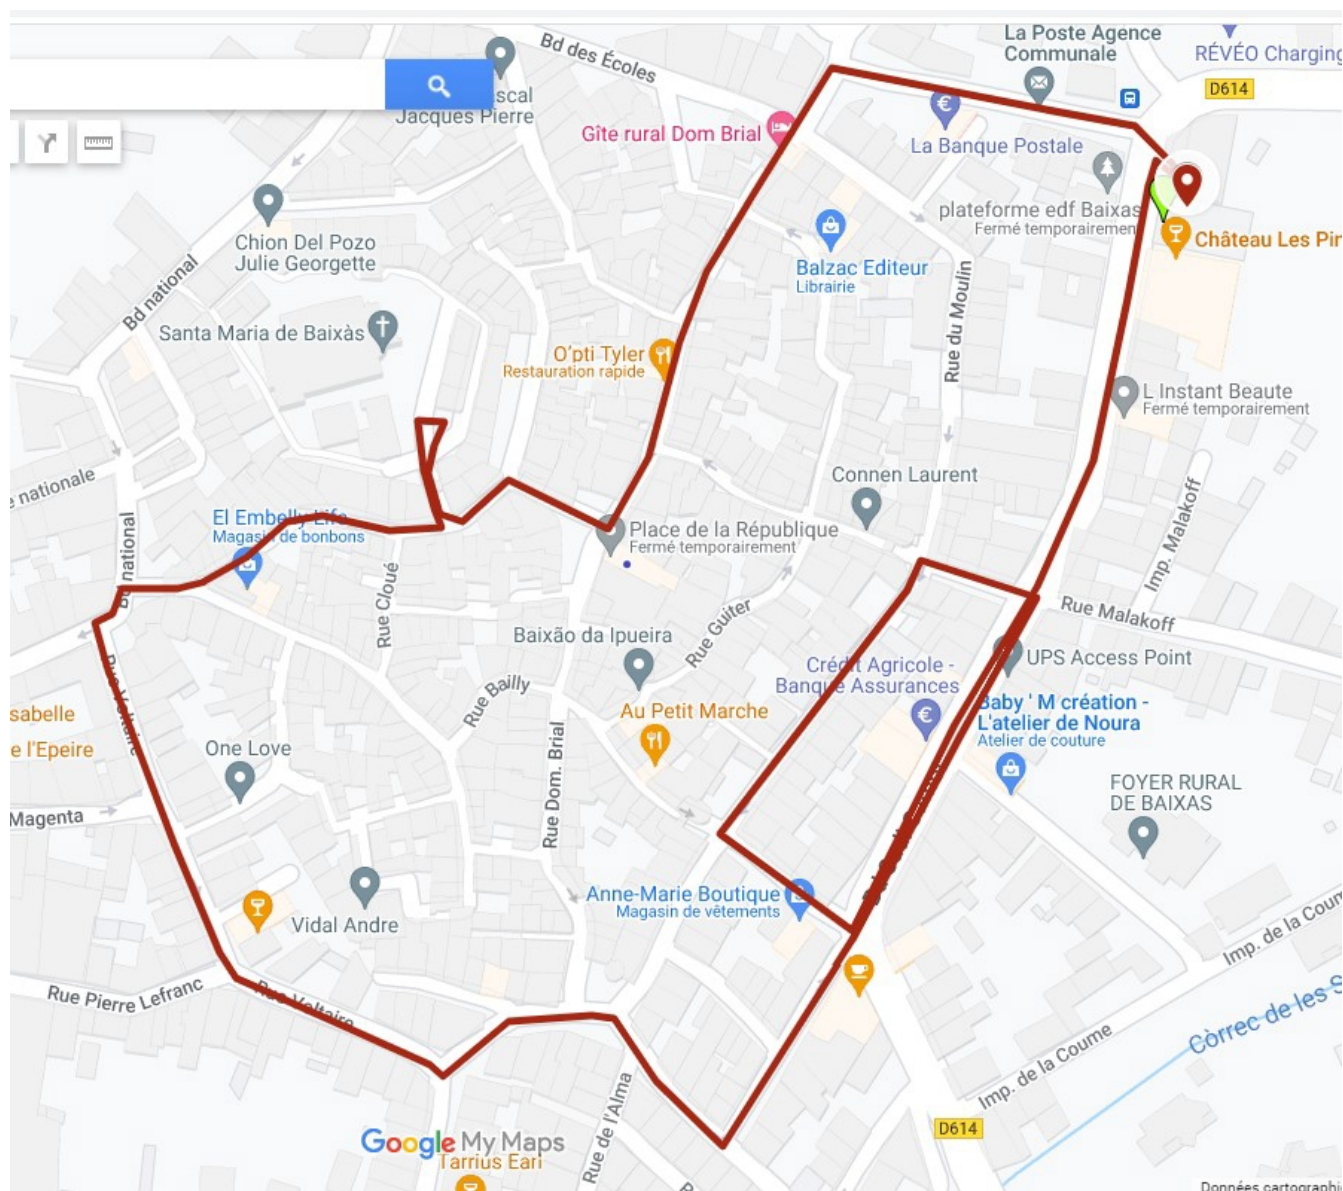 Bd des Écoles
La Poste Agence
Communale
RÉVÉO Charging
D614
scal
Jacques Pierre
Gîte rural Dom Brial
La Banque Postale
plateforme edf Baixas
Fermé temporairement
Château Les Pin
Chion Del Pozo
Julie Georgette
Bd national
Balzac Editeur
Librairie
Rue du Moulin
Santa Maria de Baixàs
O'pti Tyler
Restauration rapide
L Instant Beaute
Fermé temporairement
e nationale
Connen Laurent
Imp. Malakoff
El Embelly Life
Magasin de bonbons
Bd national
Place de la République
Fermé temporairement
Rue Cloué
Rue Guiter
Rue Malakoff
Baixão da Ipueira
Crédit Agricole -
Banque Assurances
UPS Access Point
Rue Voltaire
Rue Bailly
sabelle
e l'Epeire
One Love
Au Petit Marche
Baby ' M création -
L'atelier de Noura
Atelier de couture
Rue Dom. Brial
Magenta
FOYER RURAL
DE BAIXAS
Vidal Andre
Anne-Marie Boutique
Magasin de vêtements
Rue Pierre Lefranc
Rue Voltaire
Imp. de la Coume
Còrrec de les S
Imp. de la Coume
Rue de l'Alma
D614
Google My Maps
Tarrius Earl
Données cartographi